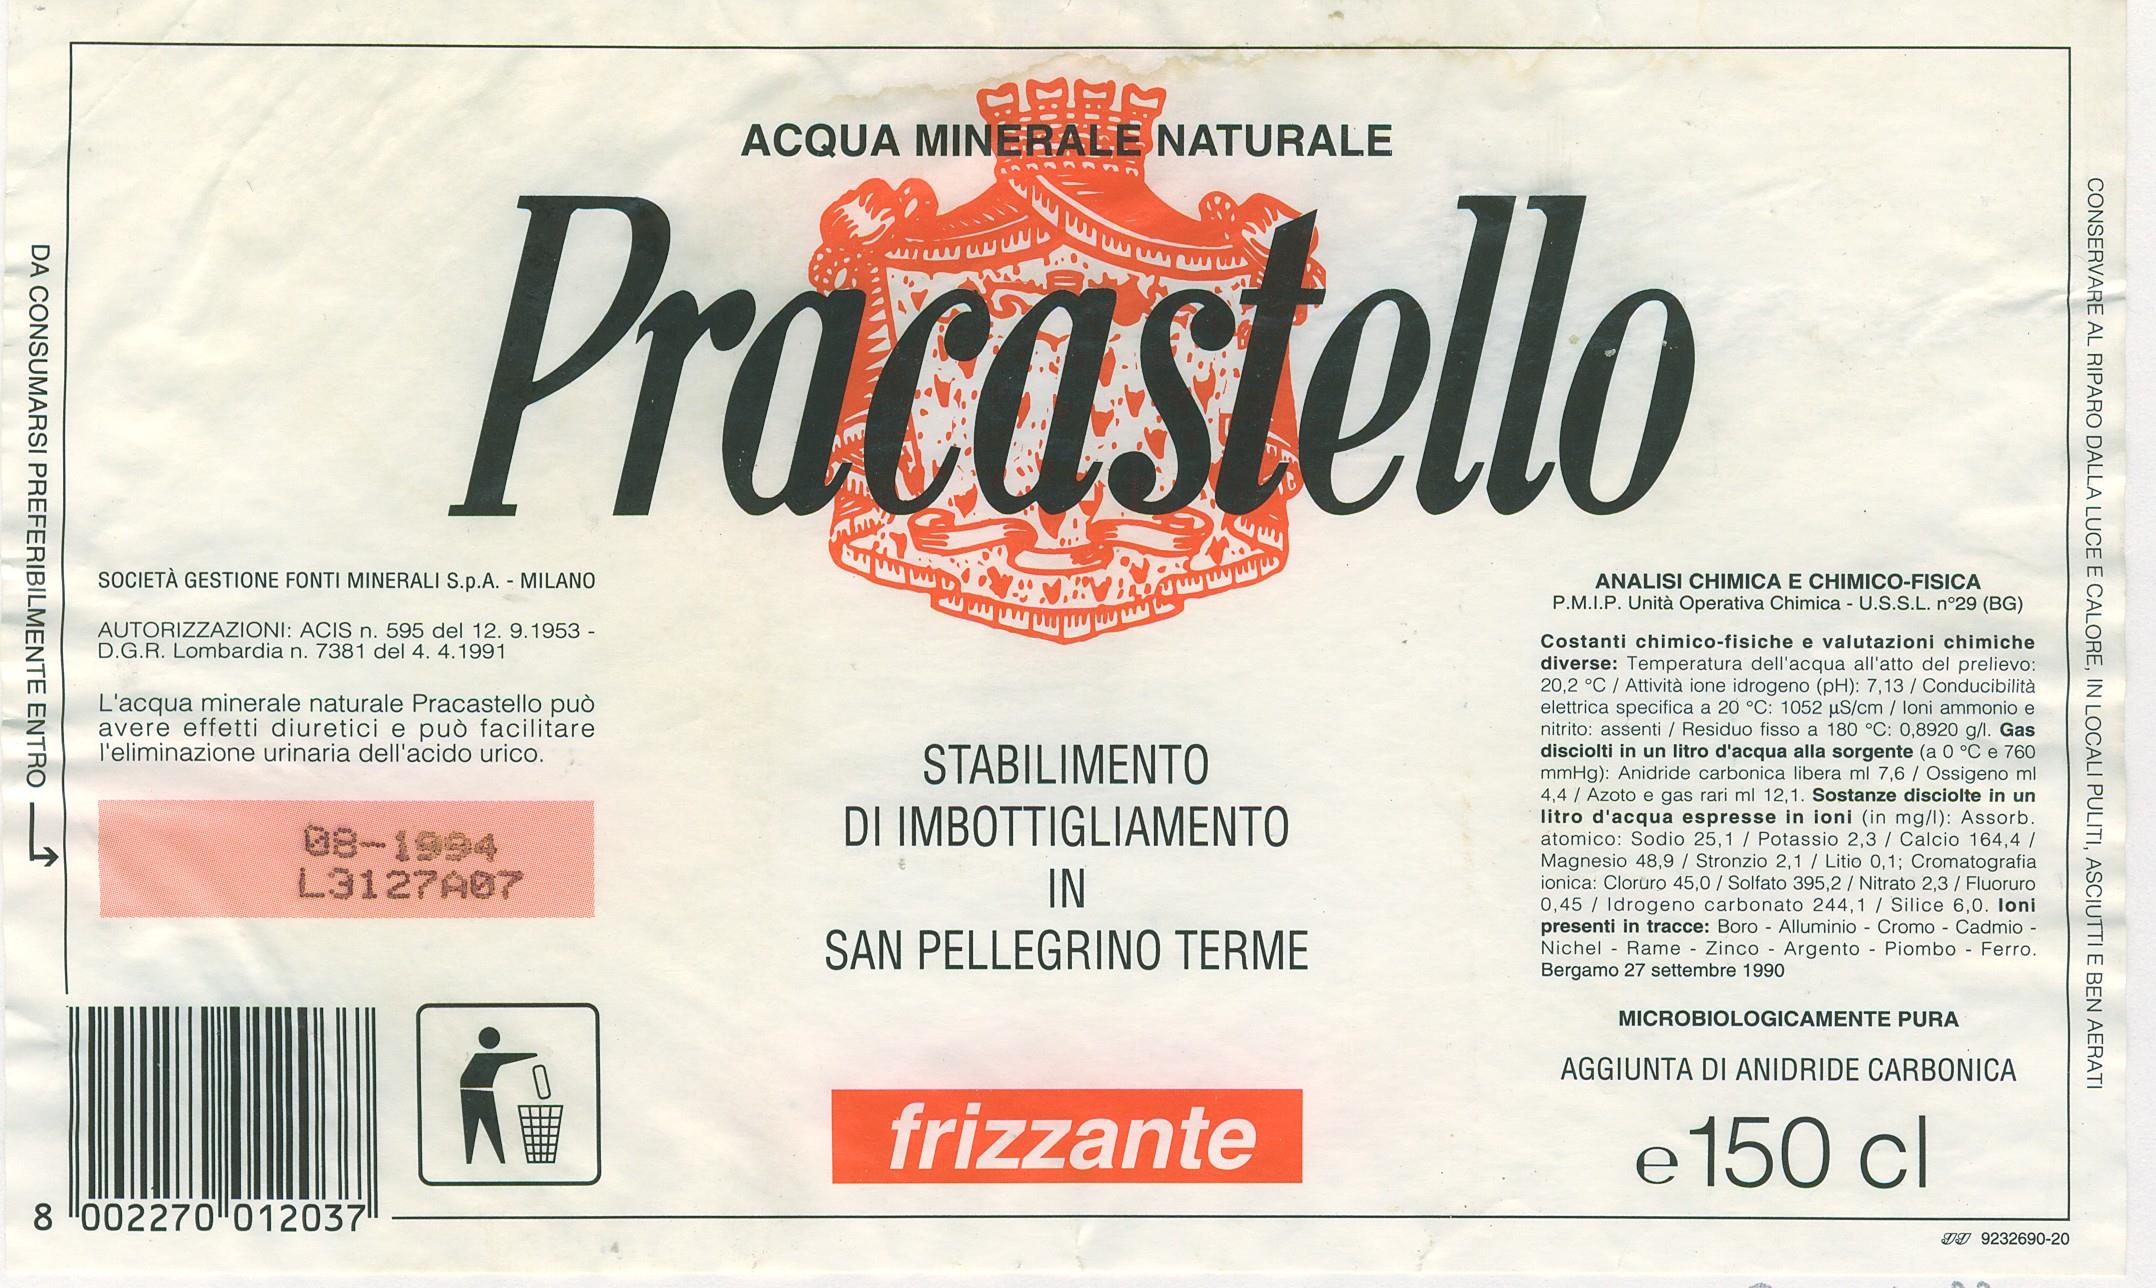 ACQUA MINERALE NATURALE
Pracastello
DA CONSUMARSI PREFERIBILMENTE ENTRO
SOCIETÀ GESTIONE FONTI MINERALI S.p.A. - MILANO
AUTORIZZAZIONI: ACIS n. 595 del 12. 9.1953 -
D.G.R. Lombardia n. 7381 del 4. 4.1991
L'acqua minerale naturale Pracastello può
avere effetti diuretici e può facilitare
l'eliminazione urinaria dell'acido urico.
08-1994
L3127A07
8 002270 012037
STABILIMENTO
DI IMBOTTIGLIAMENTO
IN
SAN PELLEGRINO TERME
frizzante
ANALISI CHIMICA E CHIMICO-FISICA
P.M.I.P. Unità Operativa Chimica - U.S.S.L. n°29 (BG)
Costanti chimico-fisiche e valutazioni chimiche
diverse: Temperatura dell'acqua all'atto del prelievo:
20,2 °C / Attività ione idrogeno (pH): 7,13 / Conducibilità
elettrica specifica a 20 °C: 1052 µS/cm / Ioni ammonio e
nitrito: assenti / Residuo fisso a 180 °C: 0,8920 g/l. Gas
disciolti in un litro d'acqua alla sorgente (a 0 °C e 760
mmHg): Anidride carbonica libera ml 7,6 / Ossigeno ml
4,4 / Azoto e gas rari ml 12,1. Sostanze disciolte in un
litro d'acqua espresse in ioni (in mg/l): Assorb.
atomico: Sodio 25,1 / Potassio 2,3 / Calcio 164,4 /
Magnesio 48,9 / Stronzio 2,1 / Litio 0,1; Cromatografia
ionica: Cloruro 45,0 / Solfato 395,2 / Nitrato 2,3 / Fluoruro
0,45 / Idrogeno carbonato 244,1 / Silice 6,0. Ioni
presenti in tracce: Boro - Alluminio - Cromo - Cadmio -
Nichel - Rame - Zinco - Argento - Piombo - Ferro.
Bergamo 27 settembre 1990
MICROBIOLOGICAMENTE PURA
AGGIUNTA DI ANIDRIDE CARBONICA
e 150 cl
CONSERVARE AL RIPARO DALLA LUCE E CALORE, IN LOCALI PULITI, ASCIUTTI E BEN AERATI
9232690-20